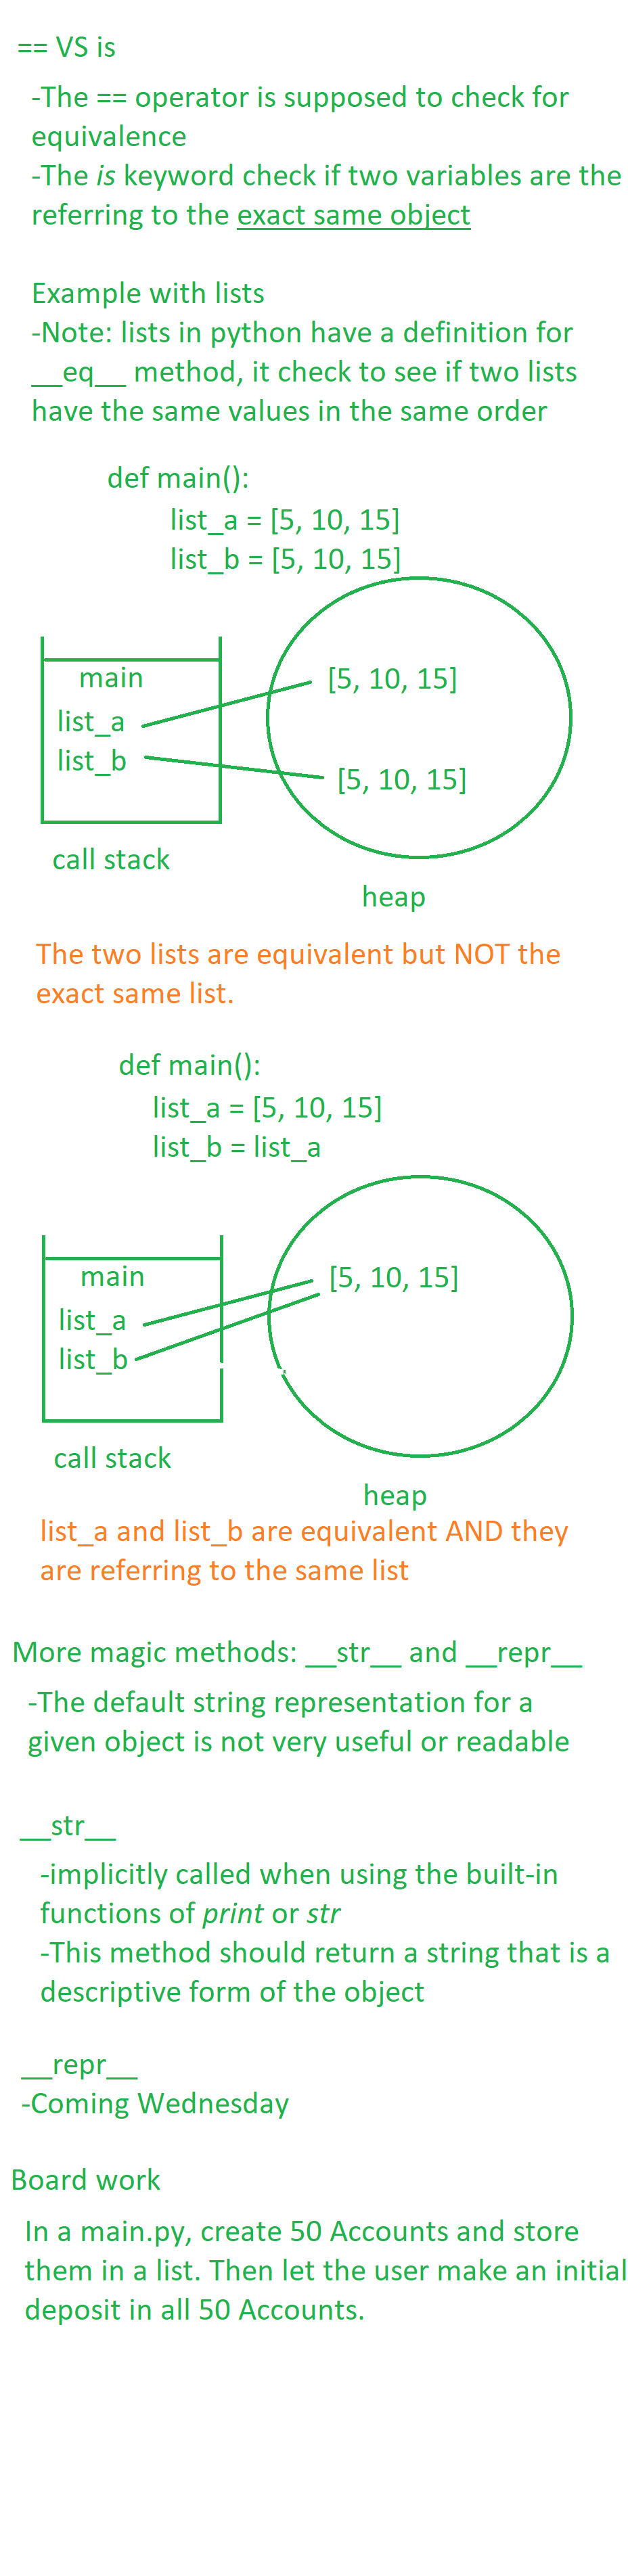 == VS is
-The == operator is supposed to check for
equivalence
-The is keyword check if two variables are the
referring to the exact same object
Example with lists
-Note: lists in python have a definition for
__eq__ method, it check to see if two lists
have the same values in the same order
def main():
list_a = [5, 10, 15]
list_b = [5, 10, 15]
main
list_a
list_b
[5, 10, 15]
[5, 10, 15]
call stack
heap
The two lists are equivalent but NOT the
exact same list.
def main():
list_a = [5, 10, 15]
list_b = list_a
main
list_a
list_b
[5, 10, 15]
call stack
heap
list_a and list_b are equivalent AND they
are referring to the same list
More magic methods: __str__ and __repr__
-The default string representation for a
given object is not very useful or readable
__str__
-implicitly called when using the built-in
functions of print or str
-This method should return a string that is a
descriptive form of the object
__repr__
-Coming Wednesday
Board work
In a main.py, create 50 Accounts and store
them in a list. Then let the user make an initial
deposit in all 50 Accounts.